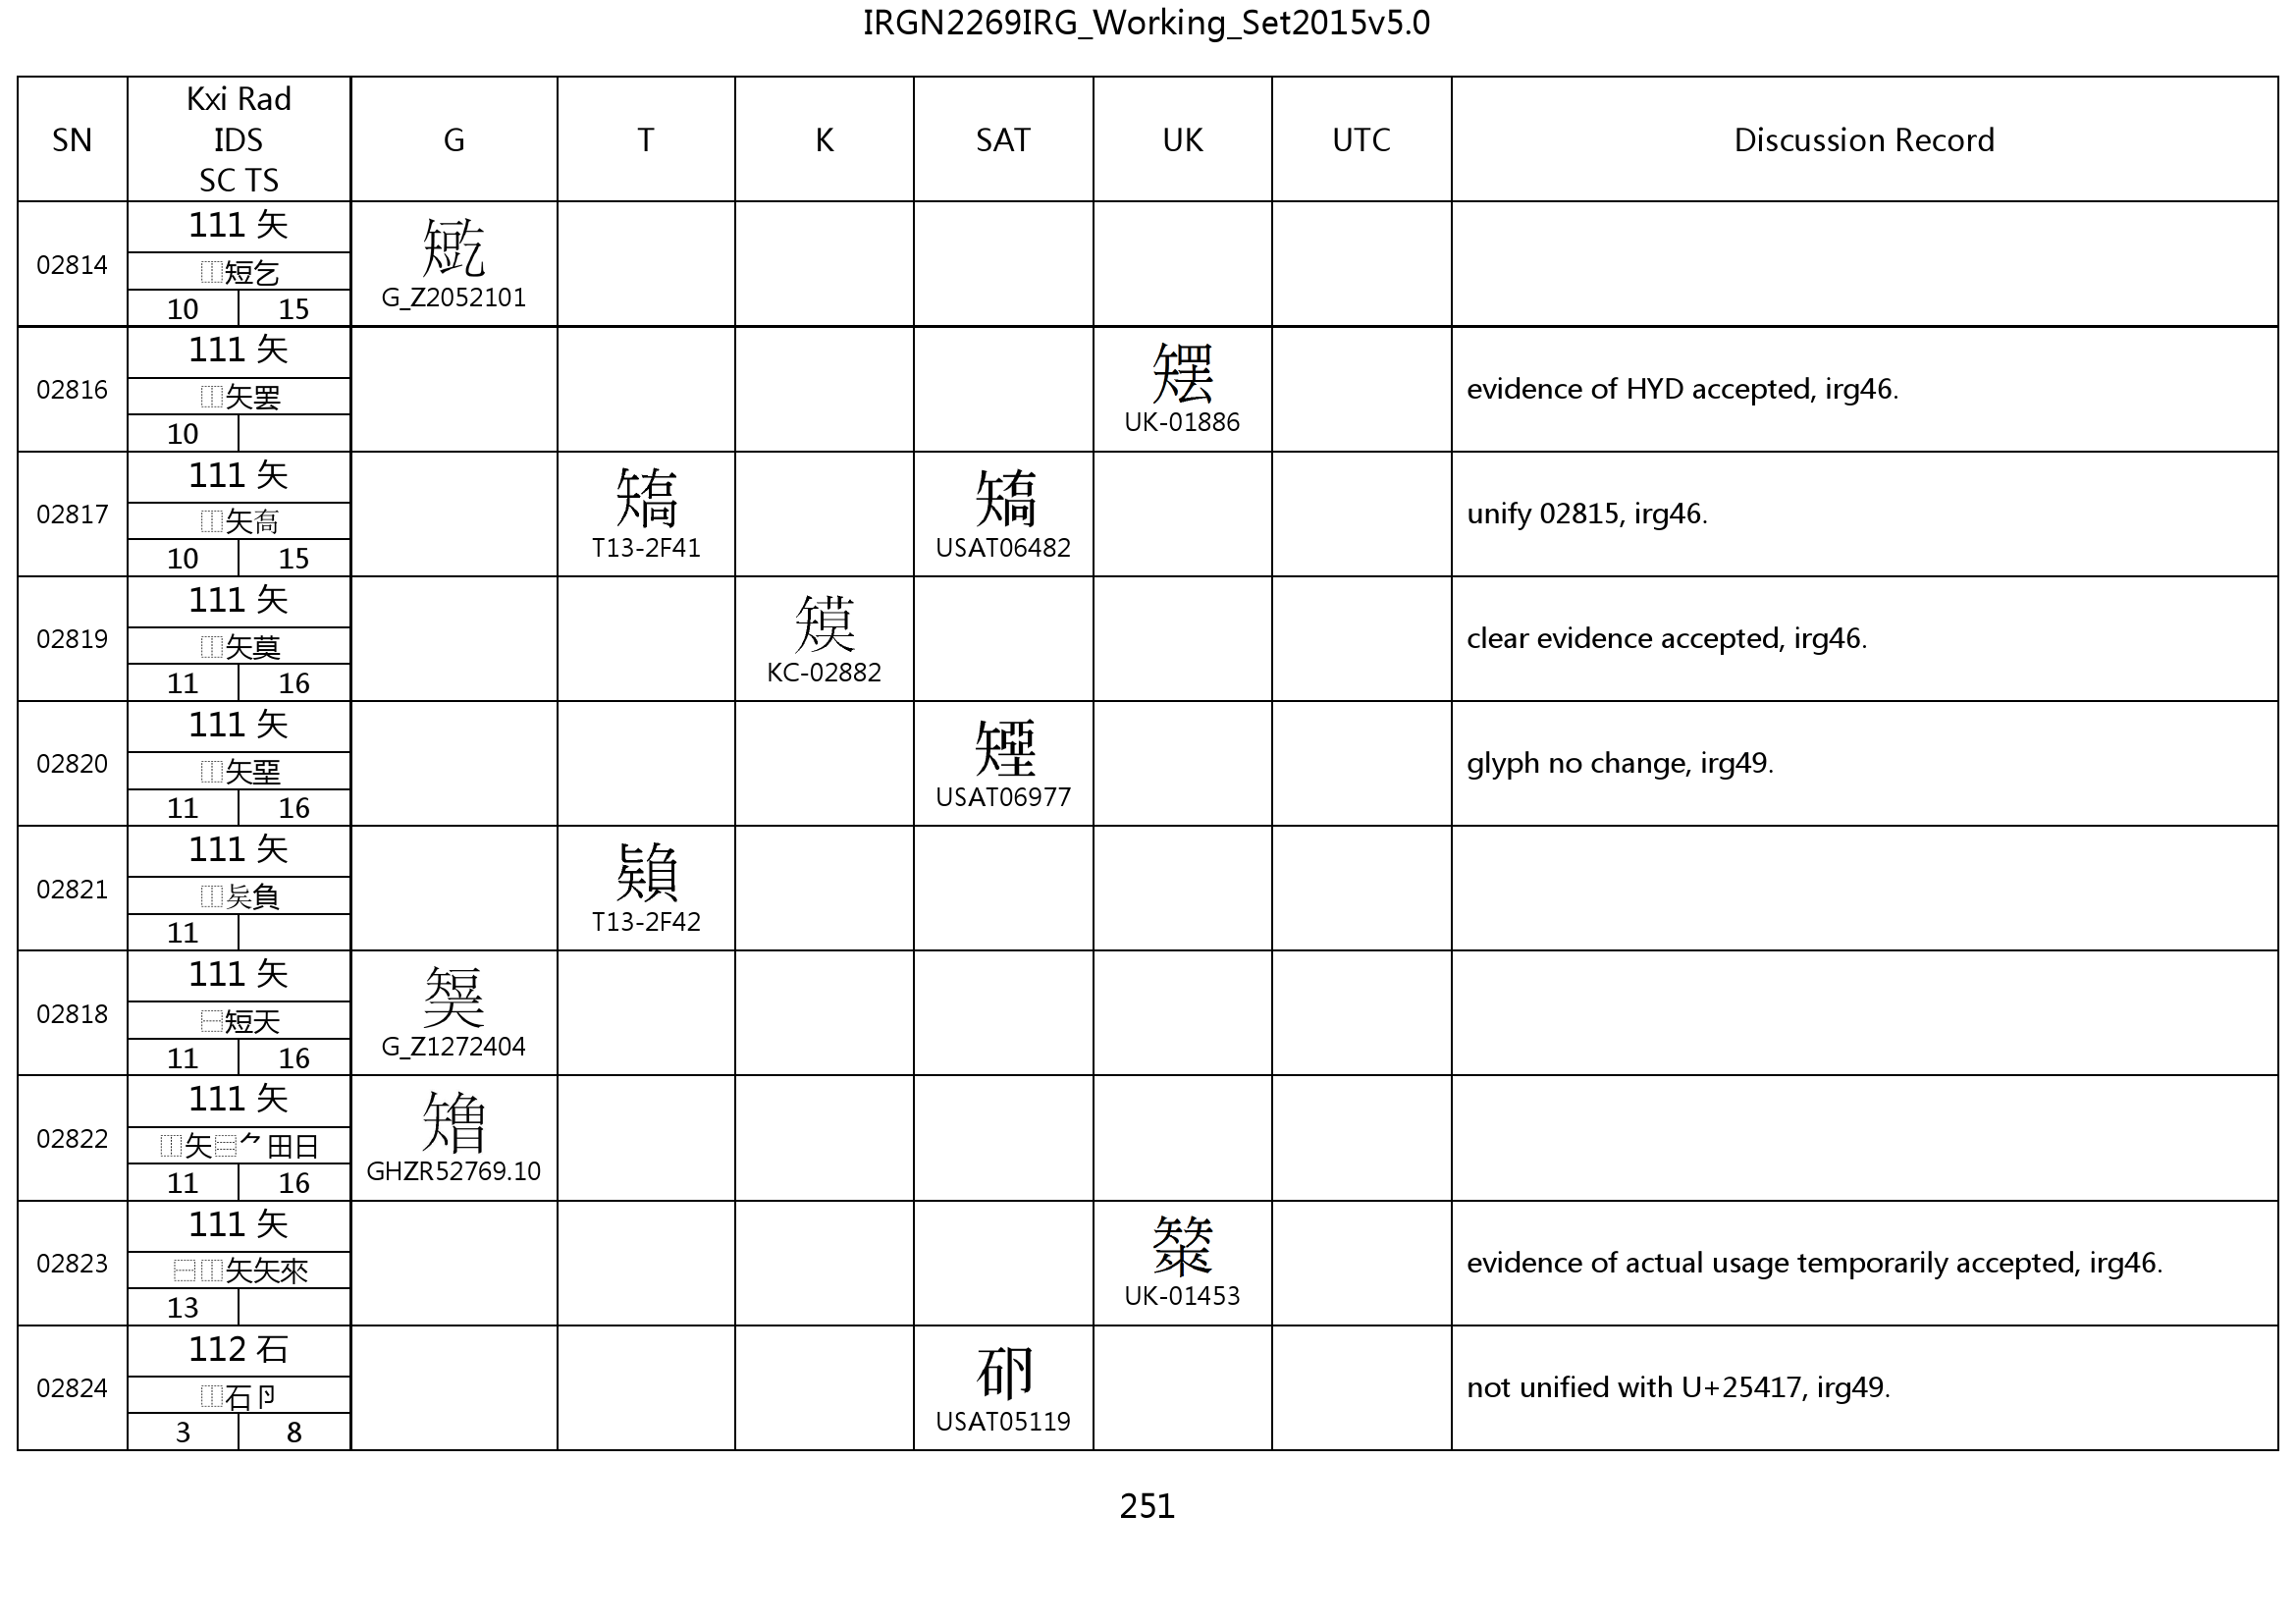 IRGN2269IRG_Working_Set2015v5.0
SN
Kxi Rad
IDS
SC TS
G
T
K
SAT
UK
UTC
Discussion Record
02814
111 矢
⿰短乞
10 15
G_Z2052101
02816
111 矢
⿰矢罢
10
UK-01886
evidence of HYD accepted, irg46.
02817
111 矢
⿰矢髙
10 15
T13-2F41
USAT06482
unify 02815, irg46.
02819
111 矢
⿰矢莫
11 16
KC-02882
clear evidence accepted, irg46.
02820
111 矢
⿰矢堊
11 16
USAT06977
glyph no change, irg49.
02821
111 矢
⿰矣負
11
T13-2F42
02818
111 矢
⿱短天
11 16
G_Z1272404
02822
111 矢
⿰矢⿳⺈田日
11 16
GHZR52769.10
02823
111 矢
⿱⿰矢矢來
13
UK-01453
evidence of actual usage temporarily accepted, irg46.
02824
112 石
⿰石卪
3 8
USAT05119
not unified with U+25417, irg49.
251